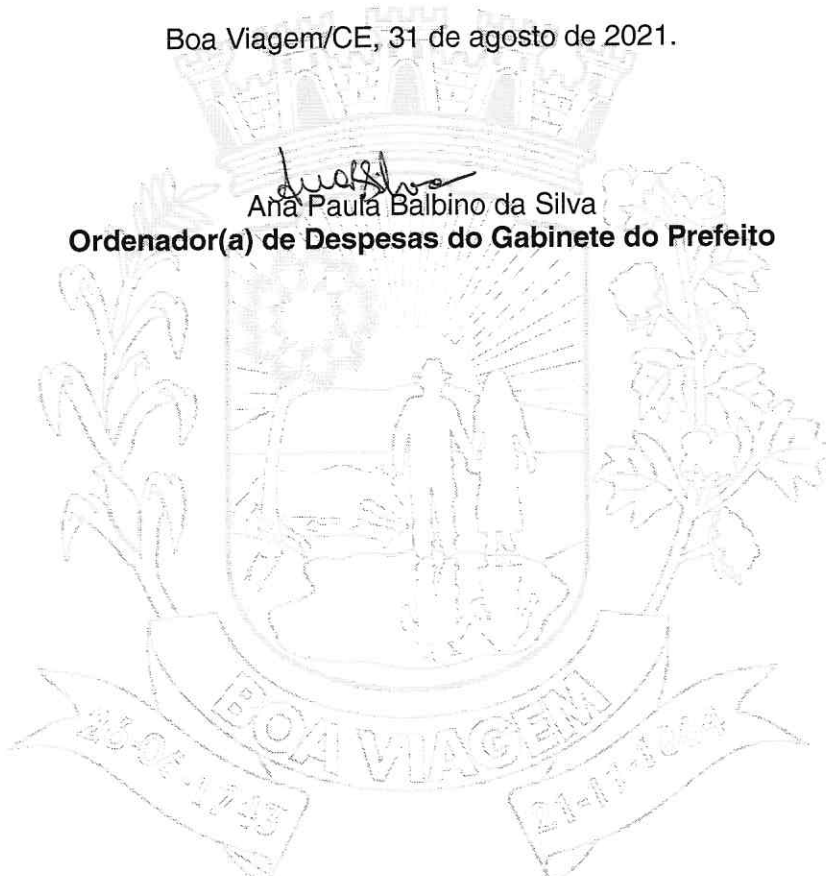 Boa Viagem/CE, 31 de agosto de 2021.
Ana Paula Balbino da Silva
Ordenador(a) de Despesas do Gabinete do Prefeito
BOA VIAGEM